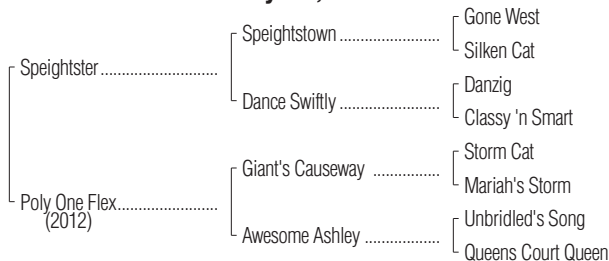 Gone West
Speightstown
Silken Cat
Speightster
Danzig
Dance Swiftly
Classy 'n Smart
Storm Cat
Giant's Causeway
Mariah's Storm
Poly One Flex
(2012)
Unbridled's Song
Awesome Ashley
Queens Court Queen